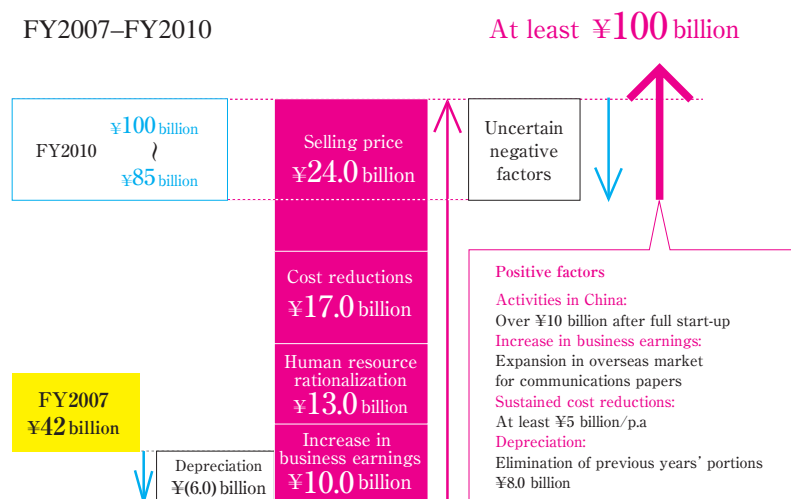 FY2007–FY2010
At least ¥100 billion
FY2010
¥100 billion
~
¥85 billion
Selling price
¥24.0 billion
Uncertain
negative
factors
Cost reductions
¥17.0 billion
Human resource
rationalization
¥13.0 billion
Increase in
business earnings
¥10.0 billion
FY2007
¥42 billion
Depreciation
¥(6.0) billion
Positive factors
Activities in China:
Over ¥10 billion after full start-up
Increase in business earnings:
Expansion in overseas market
for communications papers
Sustained cost reductions:
At least ¥5 billion/p.a
Depreciation:
Elimination of previous years’ portions
¥8.0 billion